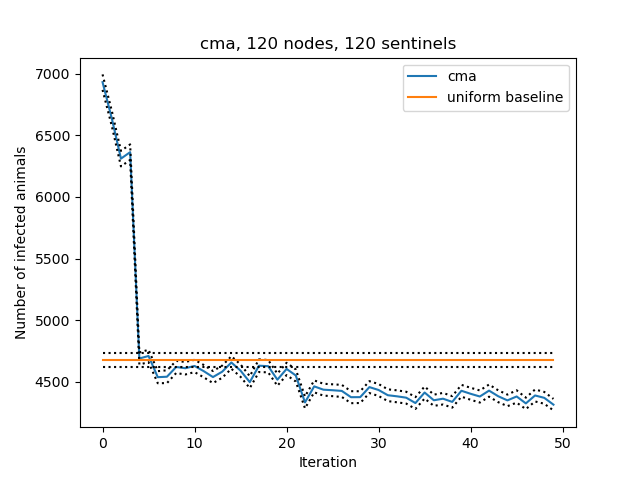 cma, 120 nodes, 120 sentinels
cma
uniform baseline
Number of infected animals
7000
6500
6000
5500
5000
4500
0 10 20 30 40 50
Iteration